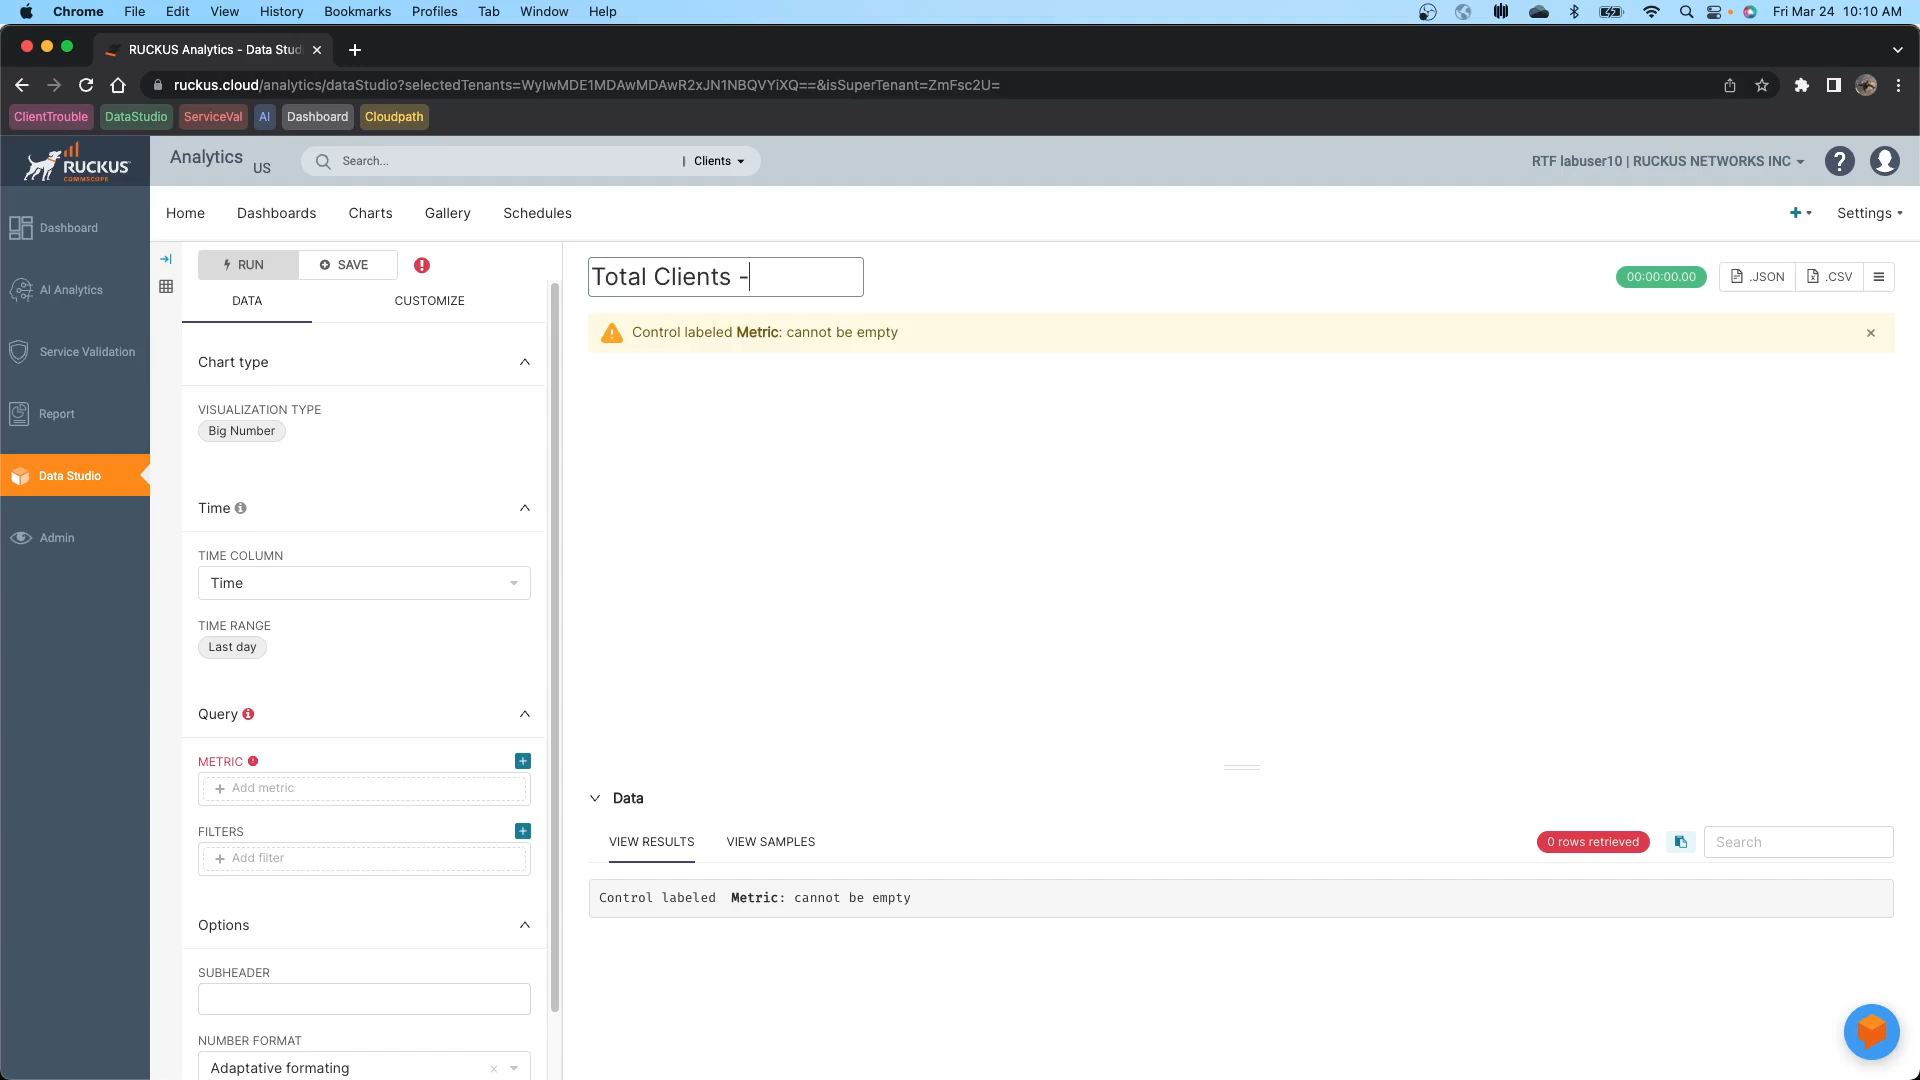 Chrome File Edit View History Bookmarks Profiles Tab Window Help Fri Mar 24 10:10 AM
RUCKUS Analytics - Data Stud
ruckus.cloud/analytics/dataStudio?selectedTenants=WyIwMDE1MDAwMDAwR2xJN1NBQVYiXQ==&isSuperTenant=ZmFsc2U=
ClientTrouble DataStudio ServiceVal AI Dashboard Cloudpath
RUCKUS
COMMSCOPE
Analytics US
Search... | Clients
RTF labuser10 | RUCKUS NETWORKS INC
?
Home Dashboards Charts Gallery Schedules
+ Settings
Dashboard
AI Analytics
Service Validation
Report
Data Studio
Admin
RUN SAVE
DATA CUSTOMIZE
Chart type
VISUALIZATION TYPE
Big Number
Time
TIME COLUMN
Time
TIME RANGE
Last day
Query
METRIC
+ Add metric
FILTERS
+ Add filter
Options
SUBHEADER
NUMBER FORMAT
Adaptative formating
Total Clients -
00:00:00.00 .JSON .CSV
Control labeled Metric: cannot be empty
Data
VIEW RESULTS VIEW SAMPLES
0 rows retrieved Search
Control labeled Metric: cannot be empty